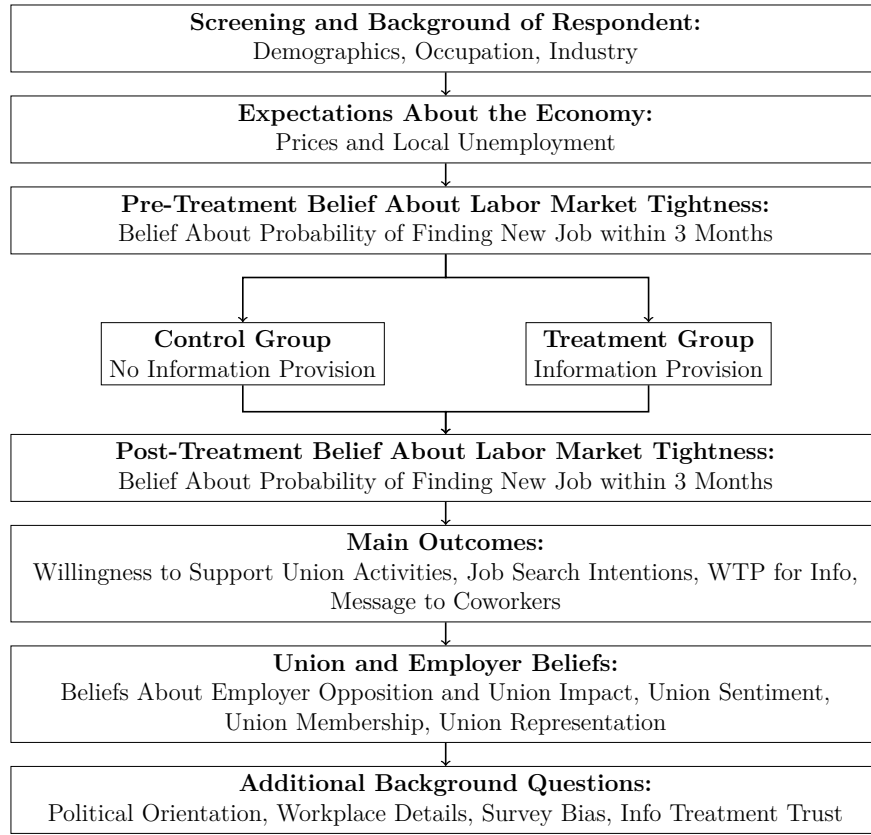 Screening and Background of Respondent:
Demographics, Occupation, Industry
Expectations About the Economy:
Prices and Local Unemployment
Pre-Treatment Belief About Labor Market Tightness:
Belief About Probability of Finding New Job within 3 Months
Control Group
No Information Provision
Treatment Group
Information Provision
Post-Treatment Belief About Labor Market Tightness:
Belief About Probability of Finding New Job within 3 Months
Main Outcomes:
Willingness to Support Union Activities, Job Search Intentions, WTP for Info,
Message to Coworkers
Union and Employer Beliefs:
Beliefs About Employer Opposition and Union Impact, Union Sentiment,
Union Membership, Union Representation
Additional Background Questions:
Political Orientation, Workplace Details, Survey Bias, Info Treatment Trust